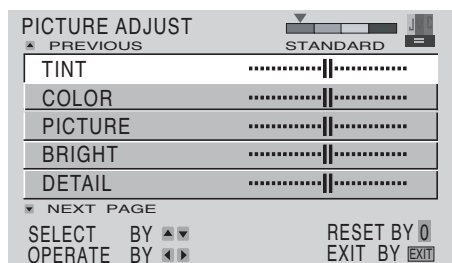 PICTURE ADJUST
PREVIOUS STANDARD
TINT
COLOR
PICTURE
BRIGHT
DETAIL
NEXT PAGE
SELECT BY RESET BY 0
OPERATE BY EXIT BY EXIT